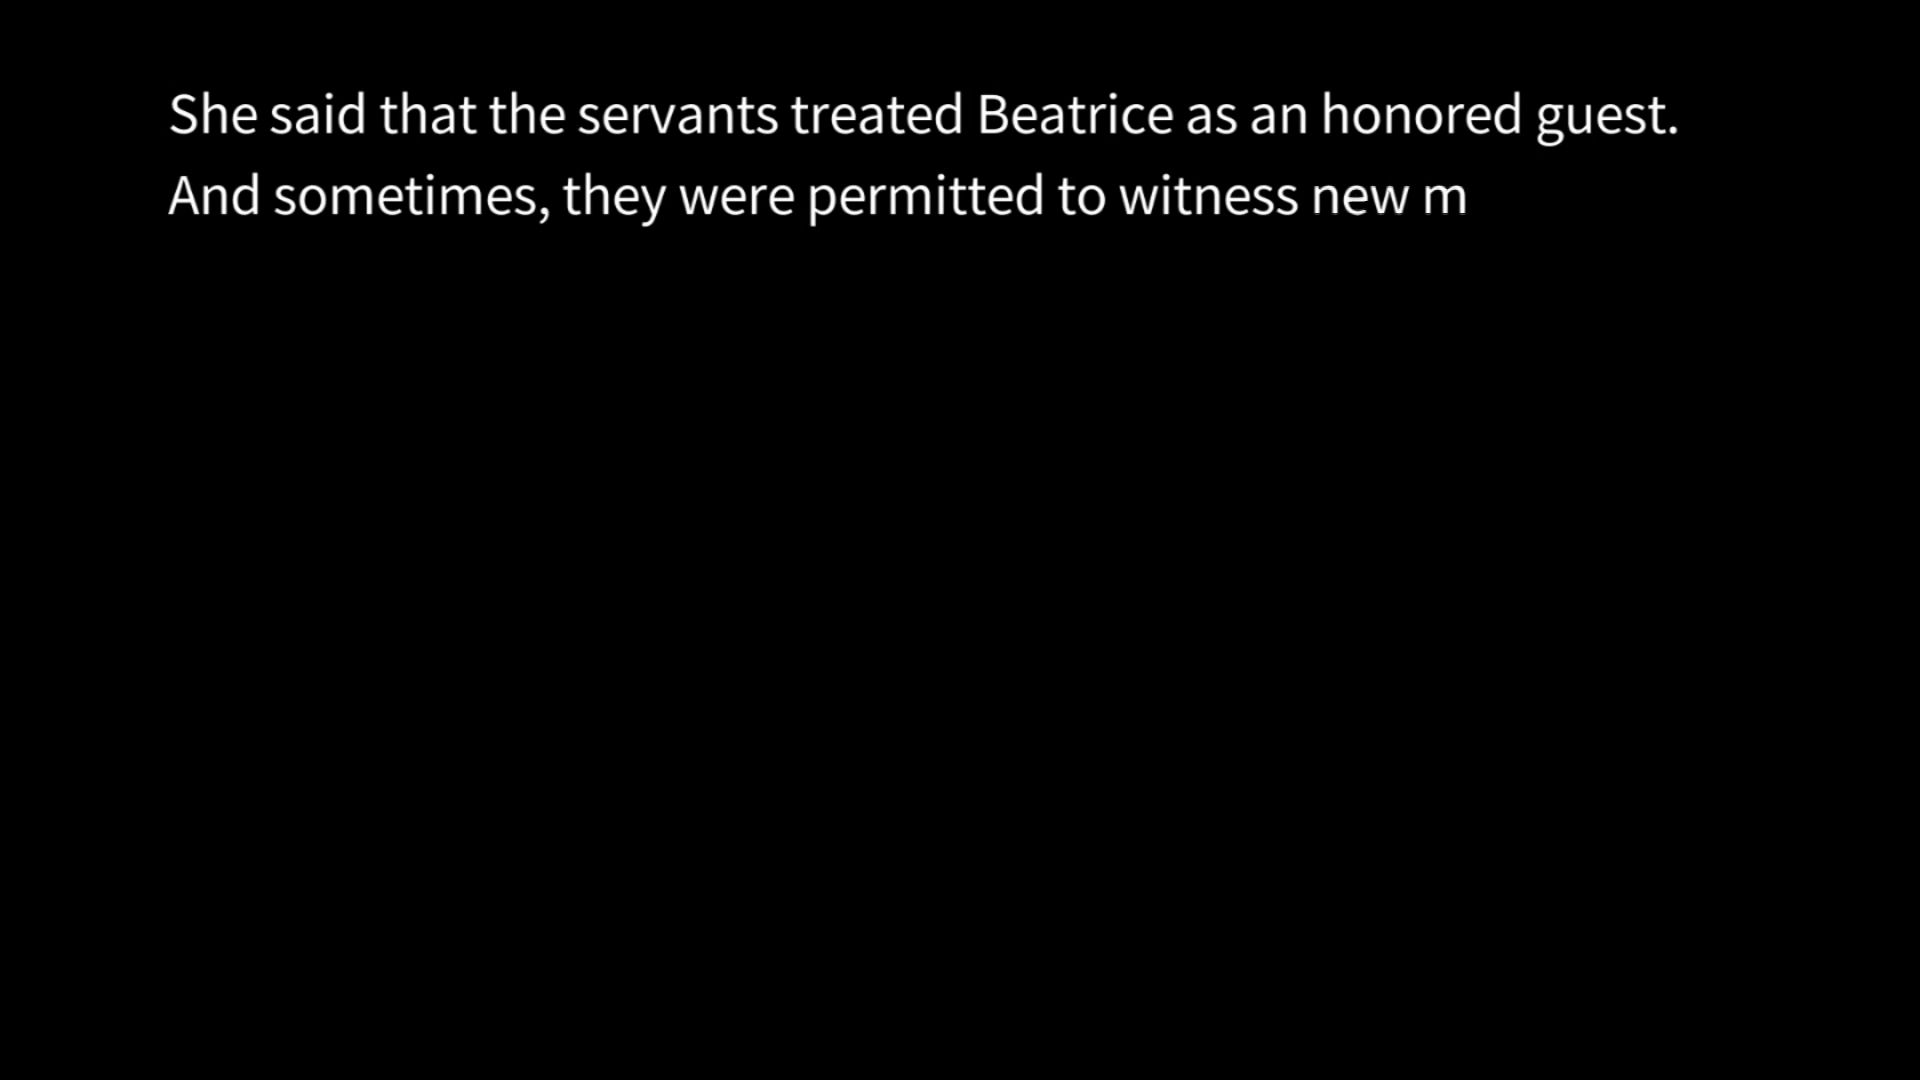 She said that the servants treated Beatrice as an honored guest.
And sometimes, they were permitted to witness new m